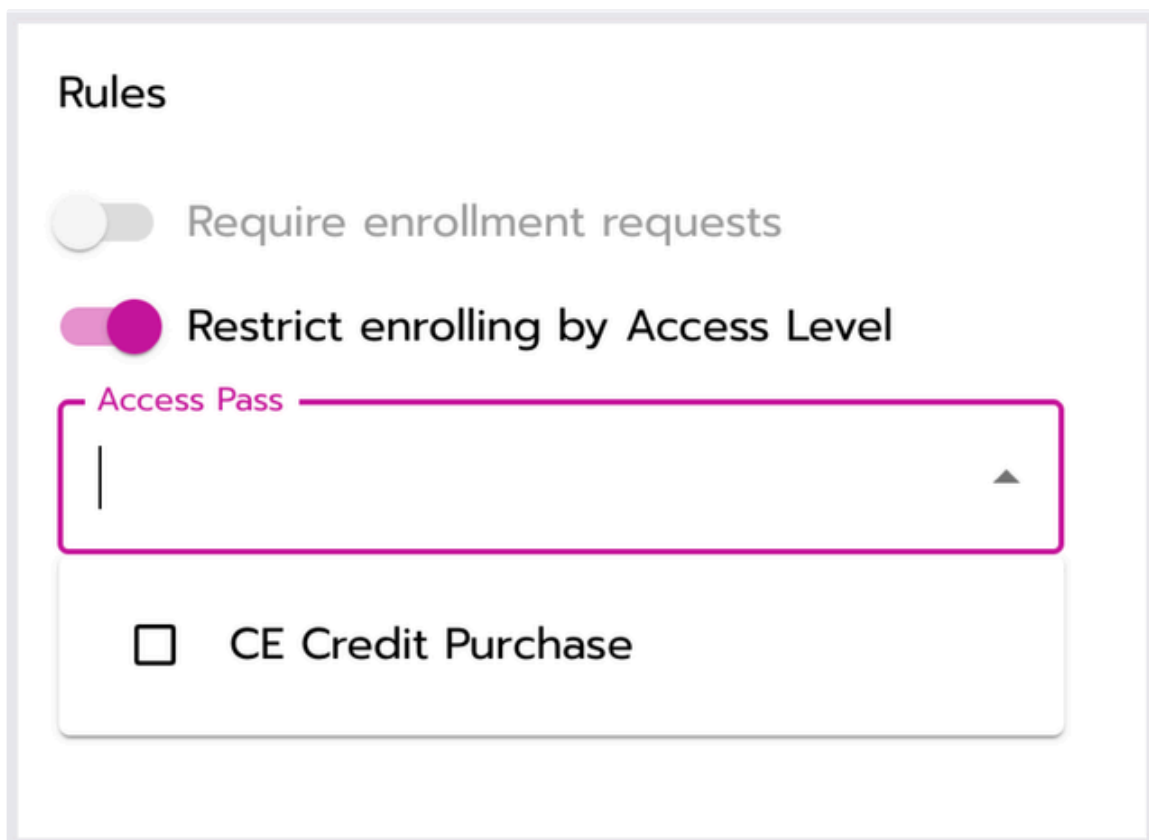 Rules
Require enrollment requests
Restrict enrolling by Access Level
Access Pass
CE Credit Purchase